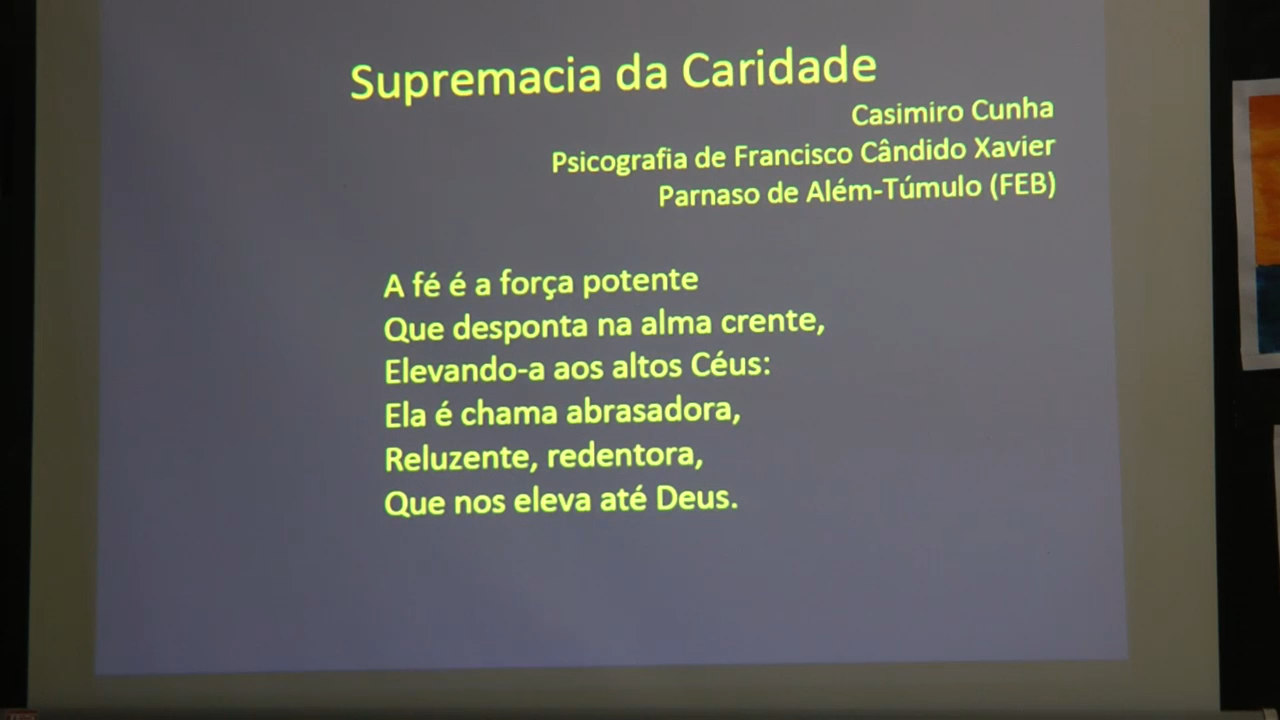 Supremacia da Caridade
Casimiro Cunha
Psicografia de Francisco Cândido Xavier
Parnaso de Além-Túmulo (FEB)
A fé é a força potente
Que desponta na alma crente,
Elevando-a aos altos Céus:
Ela é chama abrasadora,
Reluzente, redentora,
Que nos eleva até Deus.